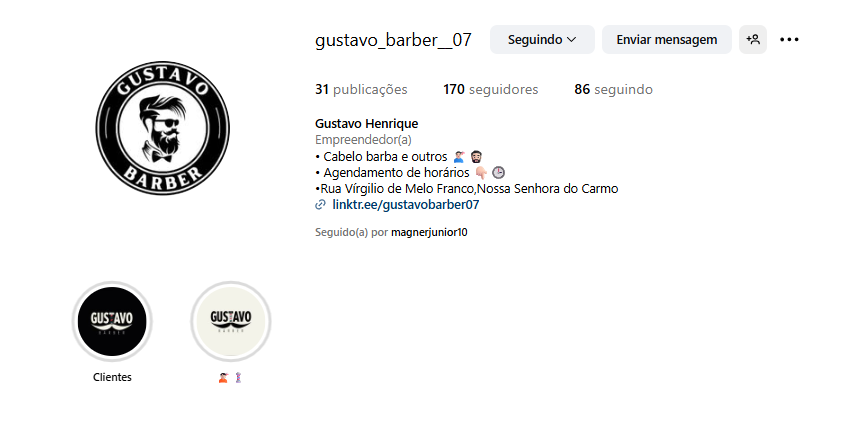 gustavo_barber__07 Seguindo Enviar mensagem
GUSTAVO
BARBER
31 publicações 170 seguidores 86 seguindo
Gustavo Henrique
Empreendedor(a)
• Cabelo barba e outros 💇🏻‍♂️ 🧔🏻
• Agendamento de horários 👇🏻 🕒
•Rua Vírgilio de Melo Franco,Nossa Senhora do Carmo
linktr.ee/gustavobarber07
Seguido(a) por magnerjunior10
GUSTAVO
BARBER
GUSTAVO
BARBER
Clientes